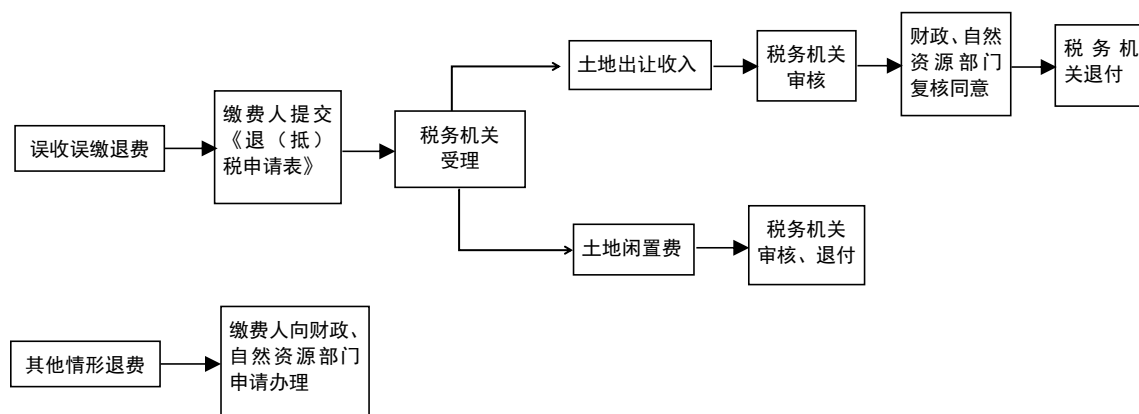 误收误缴退费
缴费人提交
《退（抵）
税申请表》
税务机关
受理
土地出让收入
税务机关
审核
财政、自然
资源部门
复核同意
税务机
关退付
土地闲置费
税务机关
审核、退付
其他情形退费
缴费人向财政、
自然资源部门
申请办理